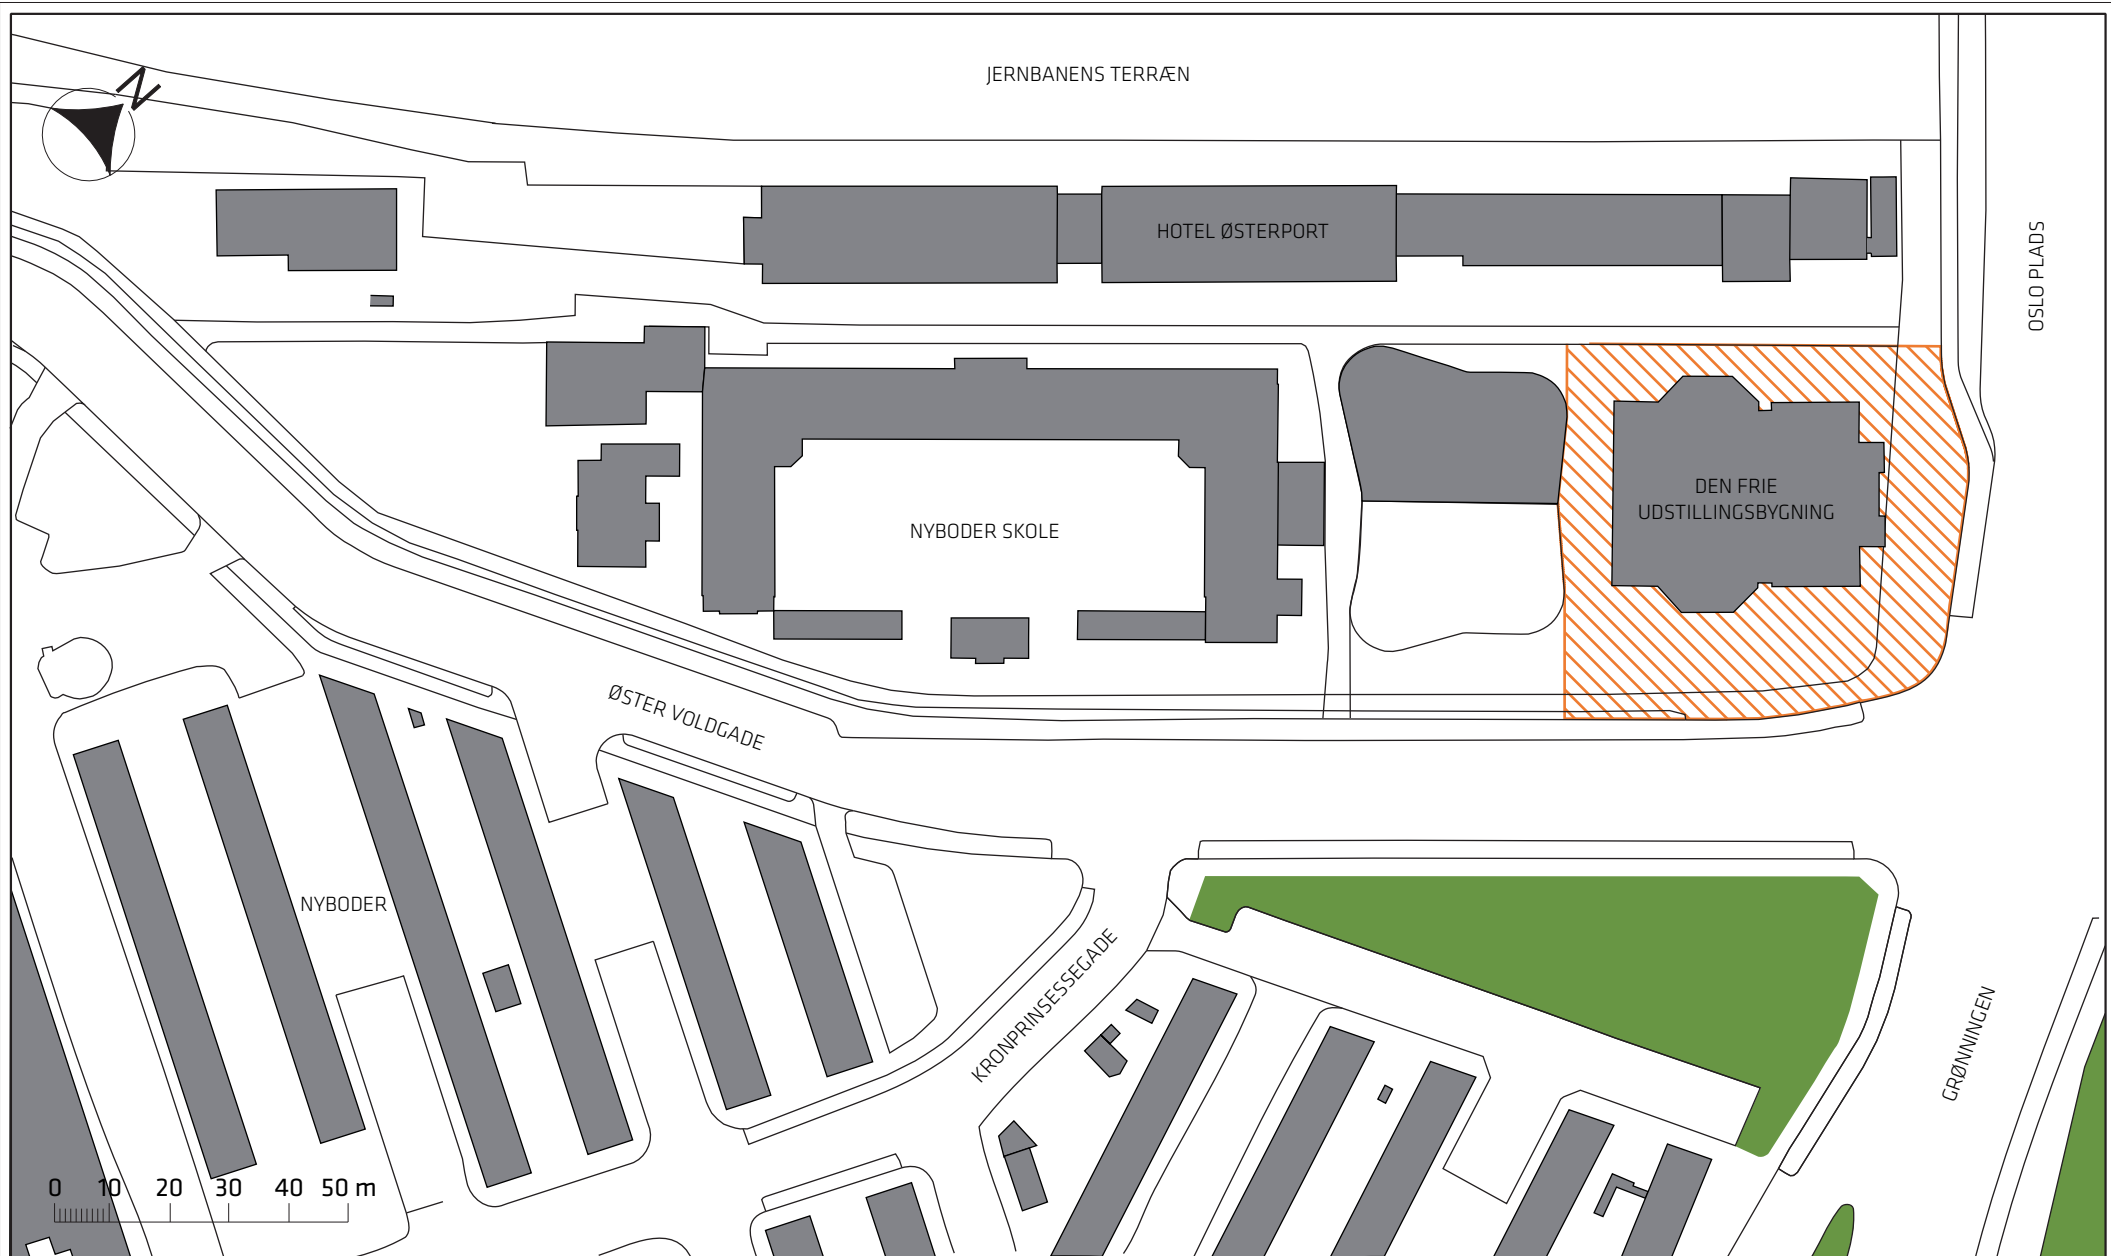 N
JERNBANENS TERRÆN
HOTEL ØSTERPORT
OSLO PLADS
DEN FRIE
UDSTILLINGSBYGNING
NYBODER SKOLE
ØSTER VOLDGADE
NYBODER
KRONPRINSESSEGADE
GRØNNINGEN
0 10 20 30 40 50 m